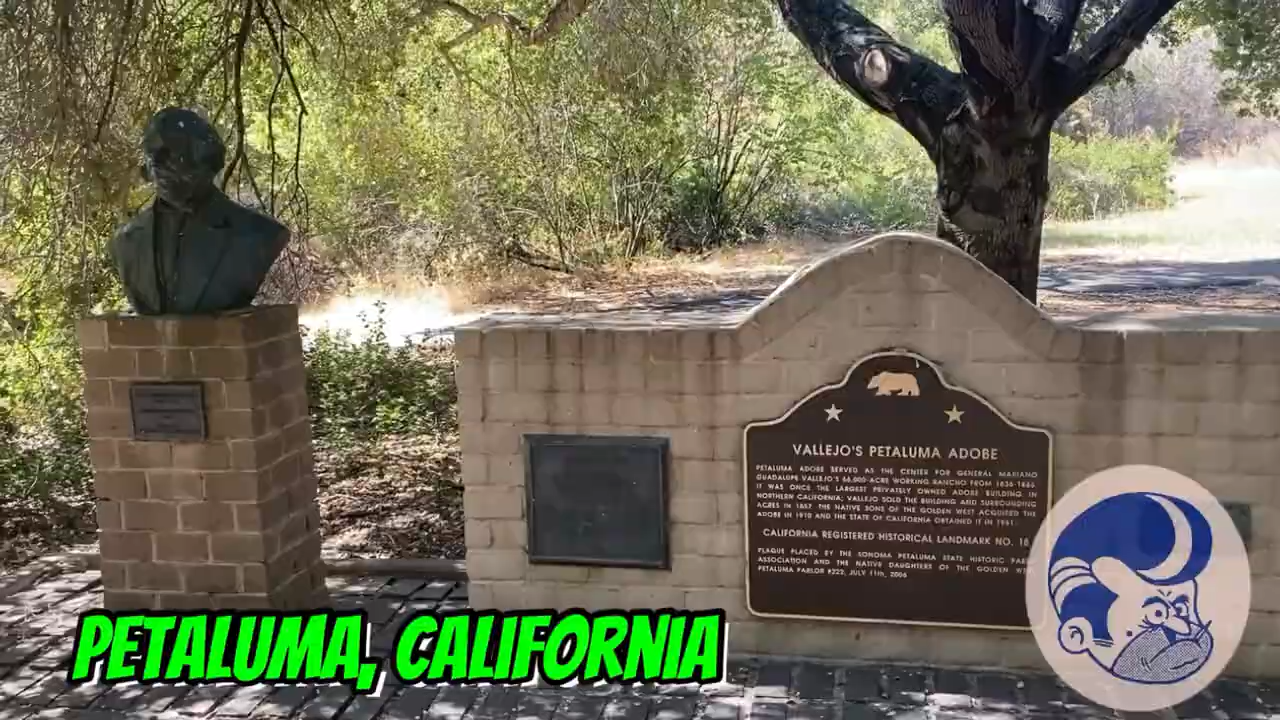 VALLEJO'S PETALUMA ADOBE
PETALUMA ADOBE SERVED AS THE CENTER FOR GENERAL MARIANO
GUADALUPE VALLEJO'S 66,000-ACRE WORKING RANCHO FROM 1836-1846.
IT WAS ONCE THE LARGEST PRIVATELY OWNED ADOBE BUILDING IN
NORTHERN CALIFORNIA; VALLEJO SOLD THE BUILDING AND SURROUNDING
ACRES IN 1857. THE NATIVE SONS OF THE GOLDEN WEST ACQUIRED THE
ADOBE IN 1910 AND THE STATE OF CALIFORNIA OBTAINED IT IN 1951.
CALIFORNIA REGISTERED HISTORICAL LANDMARK NO. 18
PLAQUE PLACED BY THE SONOMA PETALUMA STATE HISTORIC PARK
ASSOCIATION AND THE NATIVE DAUGHTERS OF THE GOLDEN WE
PETALUMA PARLOR #222, JULY 11th, 2006
PETALUMA, CALIFORNIA